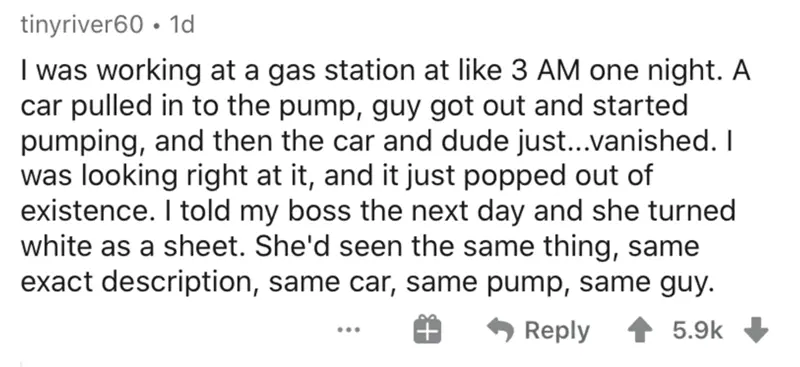 tinyriver60 • 1d
I was working at a gas station at like 3 AM one night. A
car pulled in to the pump, guy got out and started
pumping, and then the car and dude just...vanished. I
was looking right at it, and it just popped out of
existence. I told my boss the next day and she turned
white as a sheet. She'd seen the same thing, same
exact description, same car, same pump, same guy.
... Reply 5.9k